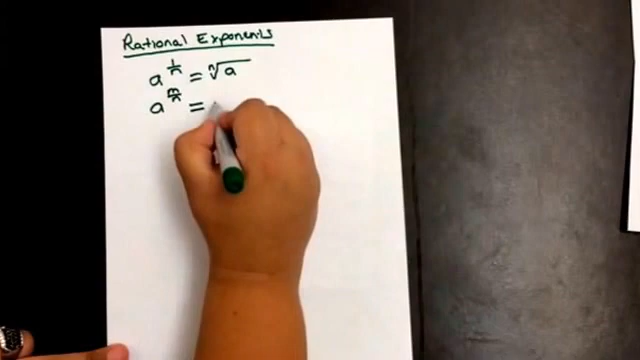 Rational Exponents
a^(1/n) = ⁿ√a
a^(m/n) =